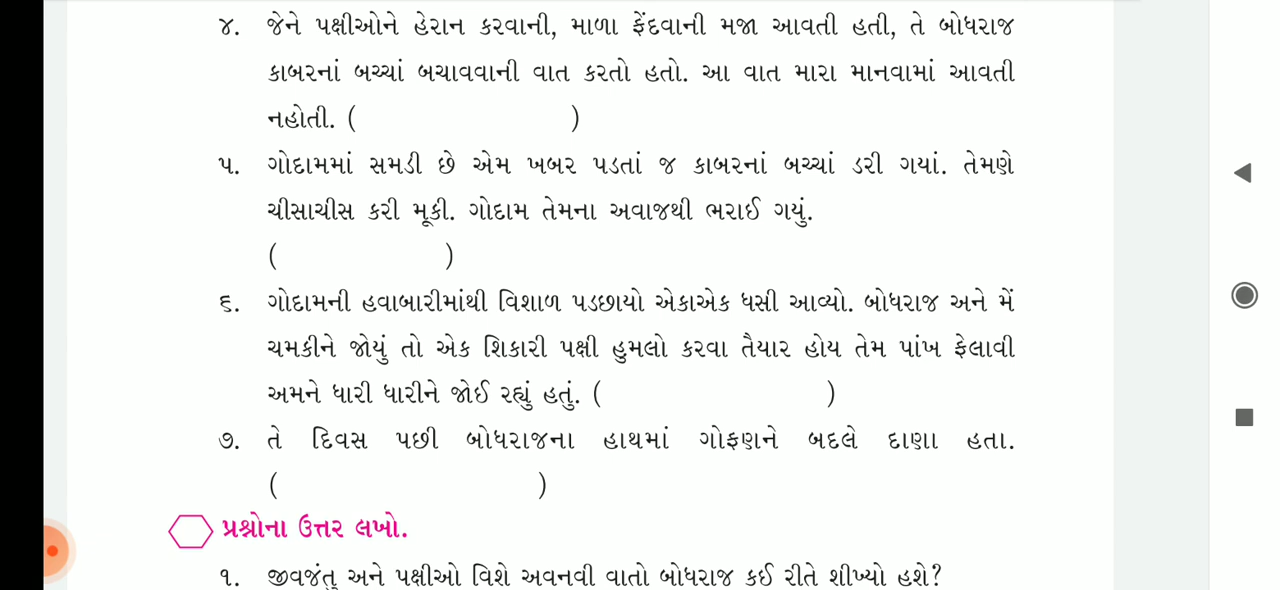 ૪. જેને પક્ષીઓને હેરાન કરવાની, માળા ફેંદવાની મજા આવતી હતી, તે બોધરાજ
કાબરનાં બચ્ચાં બચાવવાની વાત કરતો હતો. આ વાત મારા માનવામાં આવતી
નહોતી. ( )
૫. ગોદામમાં સમડી છે એમ ખબર પડતાં જ કાબરનાં બચ્ચાં ડરી ગયાં. તેમણે
ચીસાચીસ કરી મૂકી. ગોદામ તેમના અવાજથી ભરાઈ ગયું.
( )
૬. ગોદામની હવાબારીમાંથી વિશાળ પડછાયો એકાએક ધસી આવ્યો. બોધરાજ અને મેં
ચમકીને જોયું તો એક શિકારી પક્ષી હુમલો કરવા તૈયાર હોય તેમ પાંખ ફેલાવી
અમને ધારી ધારીને જોઈ રહ્યું હતું. ( )
૭. તે દિવસ પછી બોધરાજના હાથમાં ગોફણને બદલે દાણા હતા.
( )
પ્રશ્નોના ઉત્તર લખો.
૧. જીવજંતુ અને પક્ષીઓ વિશે અવનવી વાતો બોધરાજ કઈ રીતે શીખ્યો હશે?